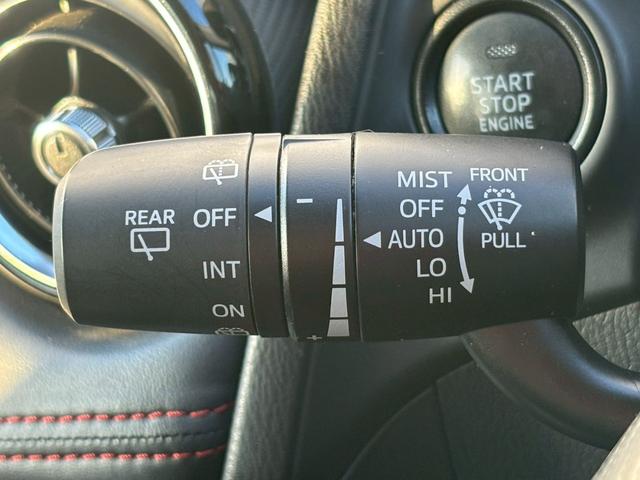 START
STOP
ENGINE
REAR
OFF
INT
ON
- +
MIST
OFF
AUTO
LO
HI
FRONT
PULL